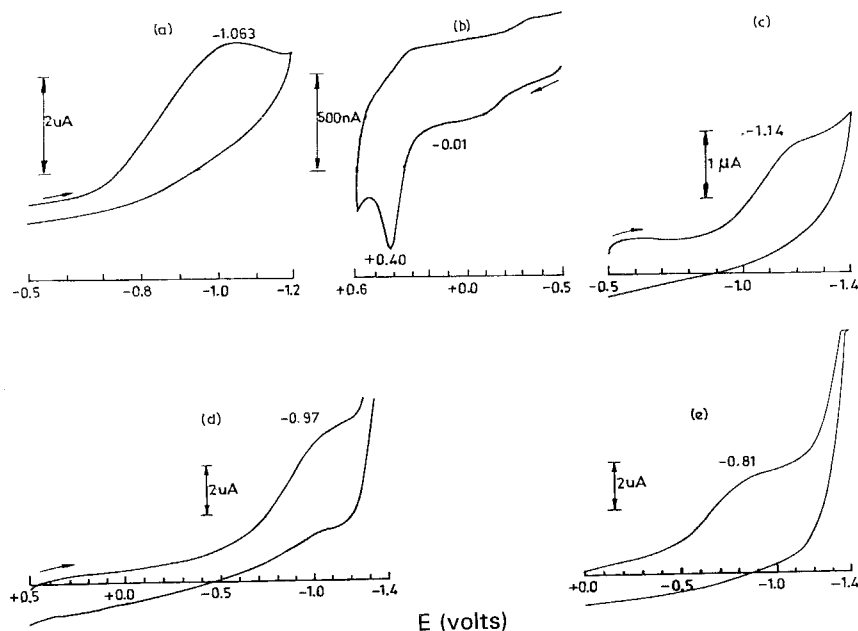 (a)
-1.063
2uA
-0.5 -0.8 -1.0 -1.2
(b)
500nA
-0.01
+0.40
+0.6 +0.0 -0.5
(c)
-1.14
1 μA
-0.5 -1.0 -1.4
(d)
-0.97
2uA
+0.5 +0.0 -0.5 -1.0 -1.4
(e)
-0.81
2uA
+0.0 -0.5 -1.0 -1.4
E (volts)